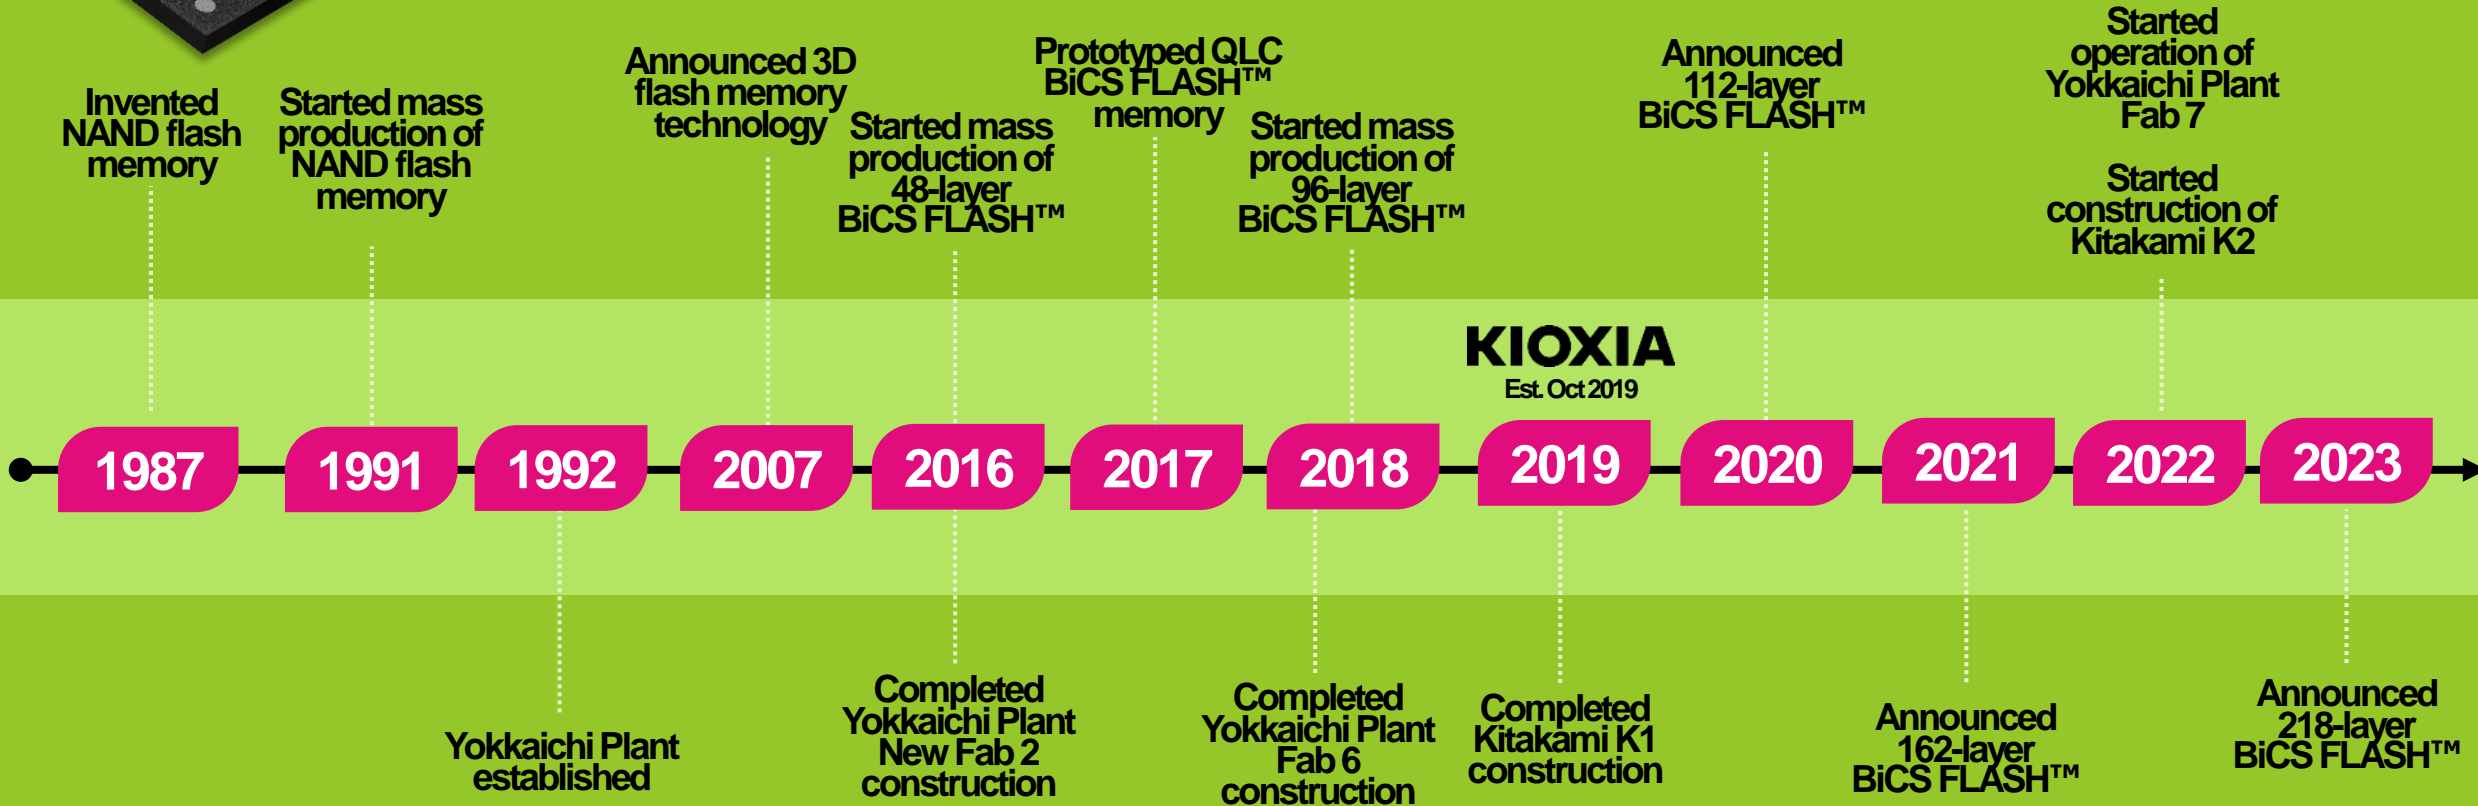 Invented
NAND flash
memory
Started mass
production of
NAND flash
memory
Announced 3D
flash memory
technology
Started mass
production of
48-layer
BiCS FLASH™
Prototyped QLC
BiCS FLASH™
memory
Started mass
production of
96-layer
BiCS FLASH™
Announced
112-layer
BiCS FLASH™
Started
operation of
Yokkaichi Plant
Fab 7
Started
construction of
Kitakami K2
KIOXIA
Est. Oct 2019
1987
1991
1992
2007
2016
2017
2018
2019
2020
2021
2022
2023
Yokkaichi Plant
established
Completed
Yokkaichi Plant
New Fab 2
construction
Completed
Yokkaichi Plant
Fab 6
construction
Completed
Kitakami K1
construction
Announced
162-layer
BiCS FLASH™
Announced
218-layer
BiCS FLASH™